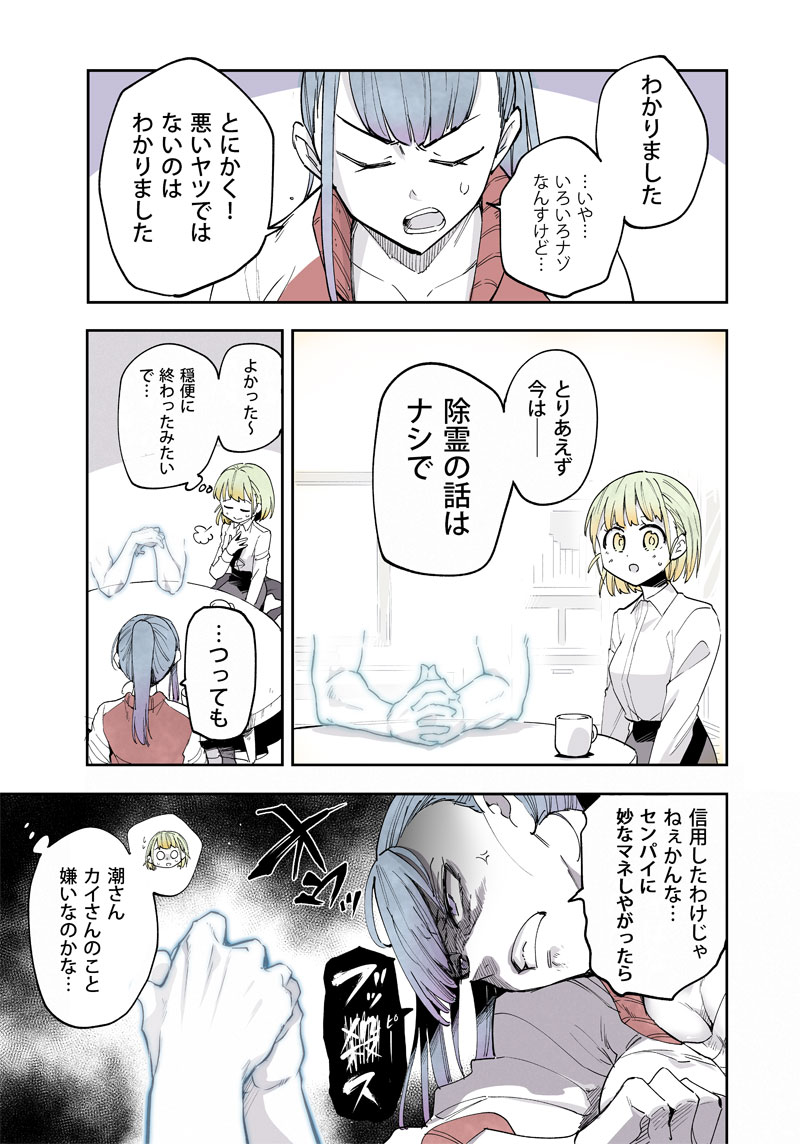 わかりました
…いや…
いろいろナゾ
なんすけど…
とにかく！
悪いヤツでは
ないのは
わかりました
とりあえず
今は──
除霊の話は
ナシで
よかった〜
穏便に
終わったみたい
で…
…つっても
信用したわけじゃ
ねぇかんな…
センパイに
妙なマネしやがったら
ブッ
ス
ピー
潮さん
カイさんのこと
嫌いなのかな…